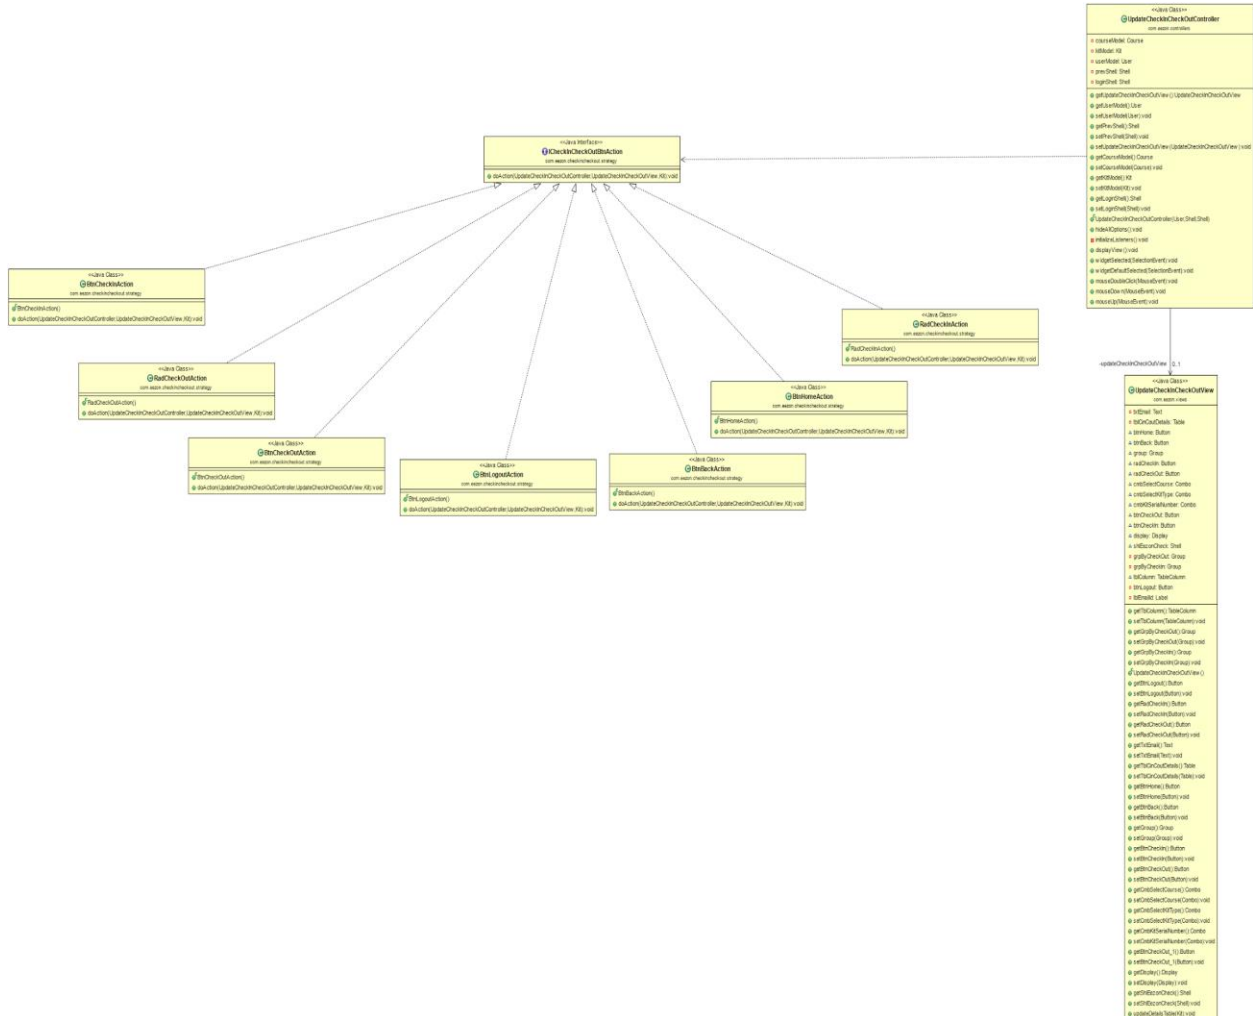 <<Java Class>>
UpdateCheckInCheckOutController
com.eszon.controllers
courseModel: Course
kitModel: Kit
userModel: User
prevShell: Shell
loginShell: Shell
getUpdateCheckInCheckOutView():UpdateCheckInCheckOutView
getUserModel():User
setUserModel(User):void
getPrevShell():Shell
setPrevShell(Shell):void
setUpdateCheckInCheckOutView(UpdateCheckInCheckOutView):void
getCourseModel():Course
setCourseModel(Course):void
getKitModel():Kit
setKitModel(Kit):void
getLoginShell():Shell
setLoginShell(Shell):void
UpdateCheckInCheckOutController(User,Shell,Shell)
hideAllOptions():void
initializeListeners():void
displayView():void
widgetSelected(SelectionEvent):void
widgetDefaultSelected(SelectionEvent):void
mouseDoubleClick(MouseEvent):void
mouseDown(MouseEvent):void
mouseUp(MouseEvent):void
<<Java Interface>>
ICheckInCheckOutBtnAction
com.eszon.checkincheckout.strategy
doAction(UpdateCheckInCheckOutController,UpdateCheckInCheckOutView,Kit):void
<<Java Class>>
BtnCheckInAction
com.eszon.checkincheckout.strategy
BtnCheckInAction()
doAction(UpdateCheckInCheckOutController,UpdateCheckInCheckOutView,Kit):void
<<Java Class>>
RadCheckInAction
com.eszon.checkincheckout.strategy
RadCheckInAction()
doAction(UpdateCheckInCheckOutController,UpdateCheckInCheckOutView,Kit):void
<<Java Class>>
RadCheckOutAction
com.eszon.checkincheckout.strategy
RadCheckOutAction()
doAction(UpdateCheckInCheckOutController,UpdateCheckInCheckOutView,Kit):void
<<Java Class>>
BtnHomeAction
com.eszon.checkincheckout.strategy
BtnHomeAction()
doAction(UpdateCheckInCheckOutController,UpdateCheckInCheckOutView,Kit):void
<<Java Class>>
BtnCheckOutAction
com.eszon.checkincheckout.strategy
BtnCheckOutAction()
doAction(UpdateCheckInCheckOutController,UpdateCheckInCheckOutView,Kit):void
<<Java Class>>
BtnLogoutAction
com.eszon.checkincheckout.strategy
BtnLogoutAction()
doAction(UpdateCheckInCheckOutController,UpdateCheckInCheckOutView,Kit):void
<<Java Class>>
BtnBackAction
com.eszon.checkincheckout.strategy
BtnBackAction()
doAction(UpdateCheckInCheckOutController,UpdateCheckInCheckOutView,Kit):void
-updateCheckInCheckOutView 0..1
<<Java Class>>
UpdateCheckInCheckOutView
com.eszon.views
txtEmail: Text
tblCinCoutDetails: Table
btnHome: Button
btnBack: Button
group: Group
radCheckIn: Button
radCheckOut: Button
cmbSelectCourse: Combo
cmbSelectKitType: Combo
cmbKitSerialNumber: Combo
btnCheckOut: Button
btnCheckIn: Button
display: Display
shlEszonCheck: Shell
grpByCheckOut: Group
grpByCheckIn: Group
tblColumn: TableColumn
btnLogout: Button
lblEmailId: Label
getTblColumn():TableColumn
setTblColumn(TableColumn):void
getGrpByCheckOut():Group
setGrpByCheckOut(Group):void
getGrpByCheckIn():Group
setGrpByCheckIn(Group):void
UpdateCheckInCheckOutView()
getBtnLogout():Button
setBtnLogout(Button):void
getRadCheckIn():Button
setRadCheckIn(Button):void
getRadCheckOut():Button
setRadCheckOut(Button):void
getTxtEmail():Text
setTxtEmail(Text):void
getTblCinCoutDetails():Table
setTblCinCoutDetails(Table):void
getBtnHome():Button
setBtnHome(Button):void
getBtnBack():Button
setBtnBack(Button):void
getGroup():Group
setGroup(Group):void
getBtnCheckIn():Button
setBtnCheckIn(Button):void
getBtnCheckOut():Button
setBtnCheckOut(Button):void
getCmbSelectCourse():Combo
setCmbSelectCourse(Combo):void
getCmbSelectKitType():Combo
setCmbSelectKitType(Combo):void
getCmbKitSerialNumber():Combo
setCmbKitSerialNumber(Combo):void
getBtnCheckOut_1():Button
setBtnCheckOut_1(Button):void
getDisplay():Display
setDisplay(Display):void
getShlEszonCheck():Shell
setShlEszonCheck(Shell):void
updateDetailsTable(Kit):void